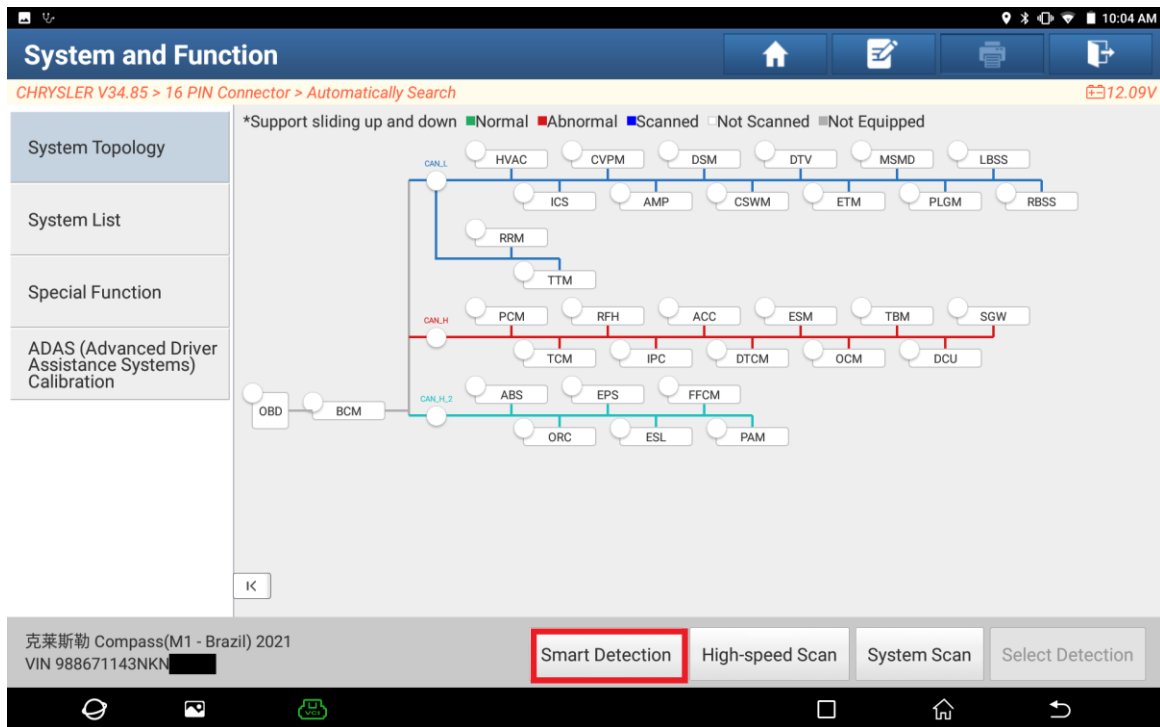 10:04 AM
System and Function
CHRYSLER V34.85 > 16 PIN Connector > Automatically Search
12.09V
System Topology
System List
Special Function
ADAS (Advanced Driver
Assistance Systems)
Calibration
*Support sliding up and down Normal Abnormal Scanned Not Scanned Not Equipped
CAN_L
HVAC CVPM DSM DTV MSMD LBSS
ICS AMP CSWM ETM PLGM RBSS
RRM
TTM
CAN_H
PCM RFH ACC ESM TBM SGW
TCM IPC DTCM OCM DCU
OBD BCM
CAN_H_2
ABS EPS FFCM
ORC ESL PAM
克莱斯勒 Compass(M1 - Brazil) 2021
VIN 988671143NKN
Smart Detection High-speed Scan System Scan Select Detection
VCI